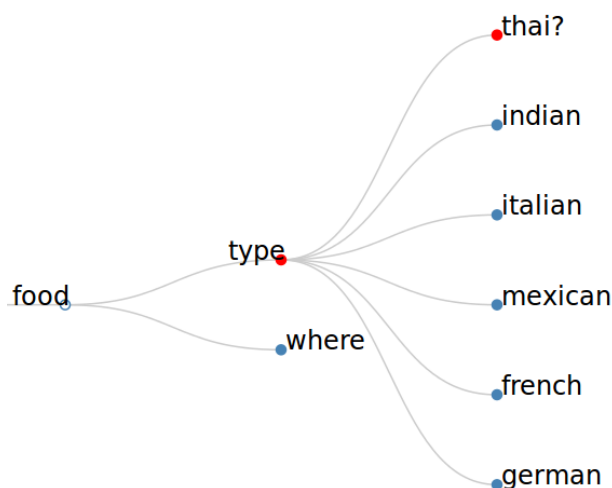 thai?
indian
italian
type
food
mexican
where
french
german